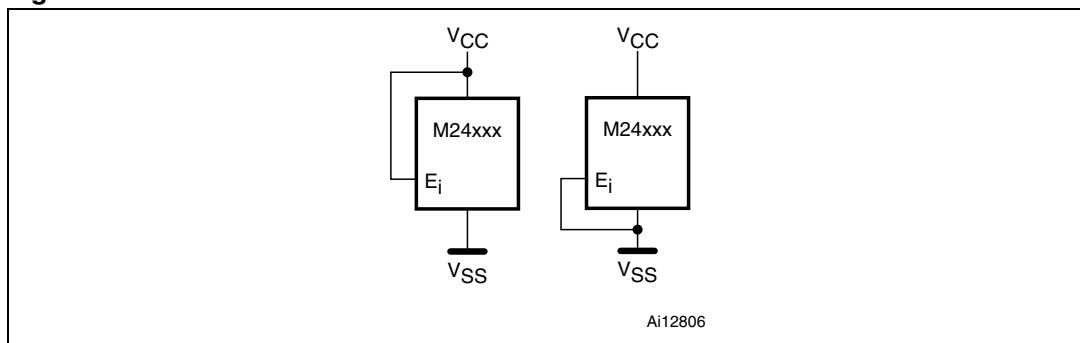 VCC VCC
M24xxx M24xxx
Ei Ei
VSS VSS
Ai12806